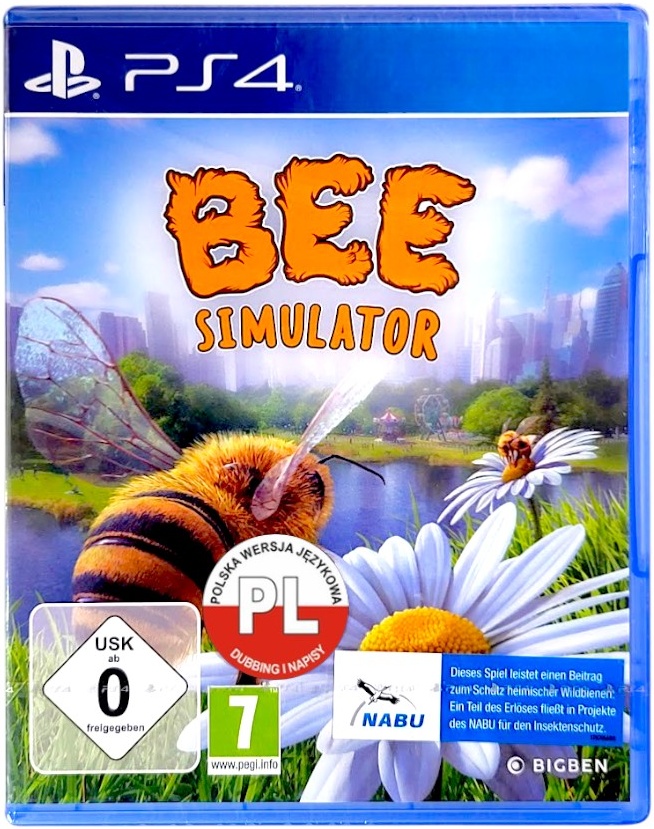 PS4
BEE
SIMULATOR
POLSKA WERSJA JĘZYKOWA
PL
DUBBING I NAPISY
USK
ab
0
freigegeben
7
www.pegi.info
NABU
Dieses Spiel leistet einen Beitrag
zum Schutz heimischer Wildbienen.
Ein Teil des Erlöses fließt in Projekte
des NABU für den Insektenschutz.
BIGBEN